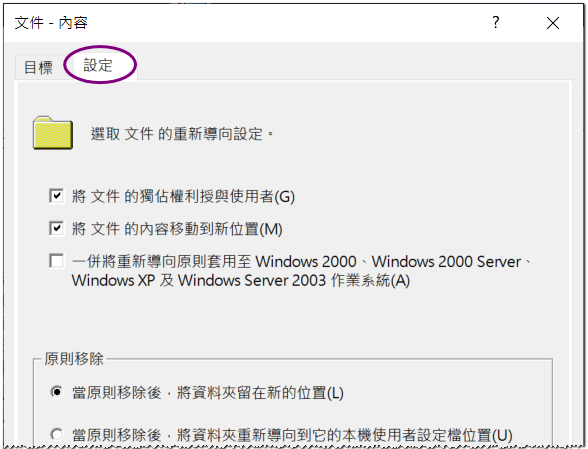 文件 - 內容
?
目標
設定
選取 文件 的重新導向設定。
將 文件 的獨佔權利授與使用者(G)
將 文件 的內容移動到新位置(M)
一併將重新導向原則套用至 Windows 2000、Windows 2000 Server、
Windows XP 及 Windows Server 2003 作業系統(A)
原則移除
當原則移除後，將資料夾留在新的位置(L)
當原則移除後，將資料夾重新導向到它的本機使用者設定檔位置(U)